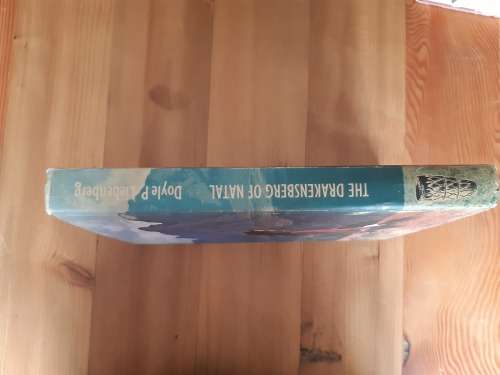 THE DRAKENSBERG OF NATAL
Doyle P. Liebenberg